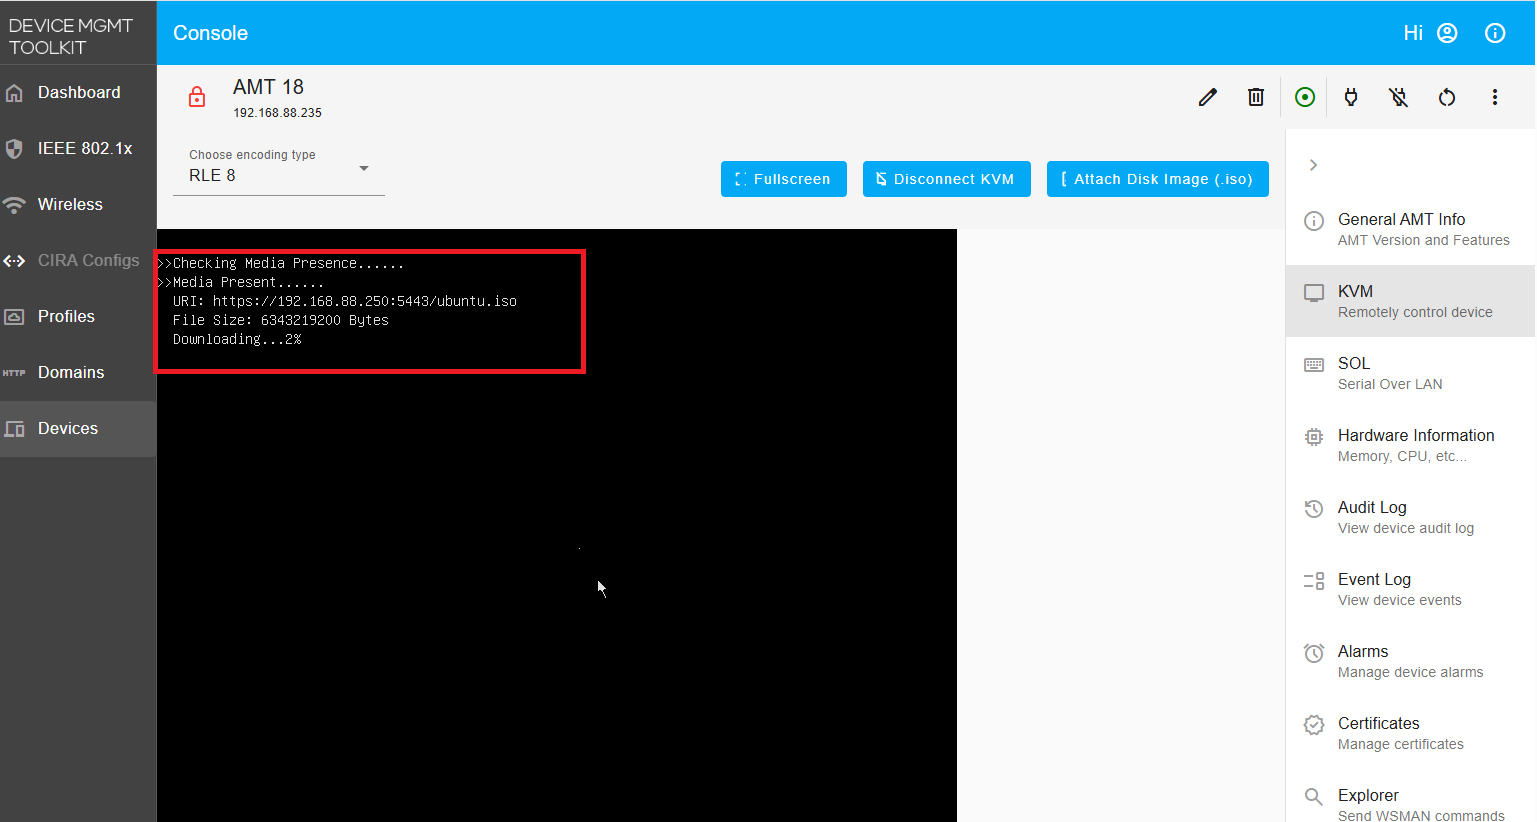 DEVICE MGMT
TOOLKIT
Console
Hi
Dashboard
IEEE 802.1x
Wireless
CIRA Configs
Profiles
HTTP Domains
Devices
AMT 18
192.168.88.235
Choose encoding type
RLE 8
Fullscreen
Disconnect KVM
Attach Disk Image (.iso)
>>Checking Media Presence......
>>Media Present......
URI: https://192.168.88.250:5443/ubuntu.iso
File Size: 6343219200 Bytes
Downloading...2%
General AMT Info
AMT Version and Features
KVM
Remotely control device
SOL
Serial Over LAN
Hardware Information
Memory, CPU, etc...
Audit Log
View device audit log
Event Log
View device events
Alarms
Manage device alarms
Certificates
Manage certificates
Explorer
Send WSMAN commands